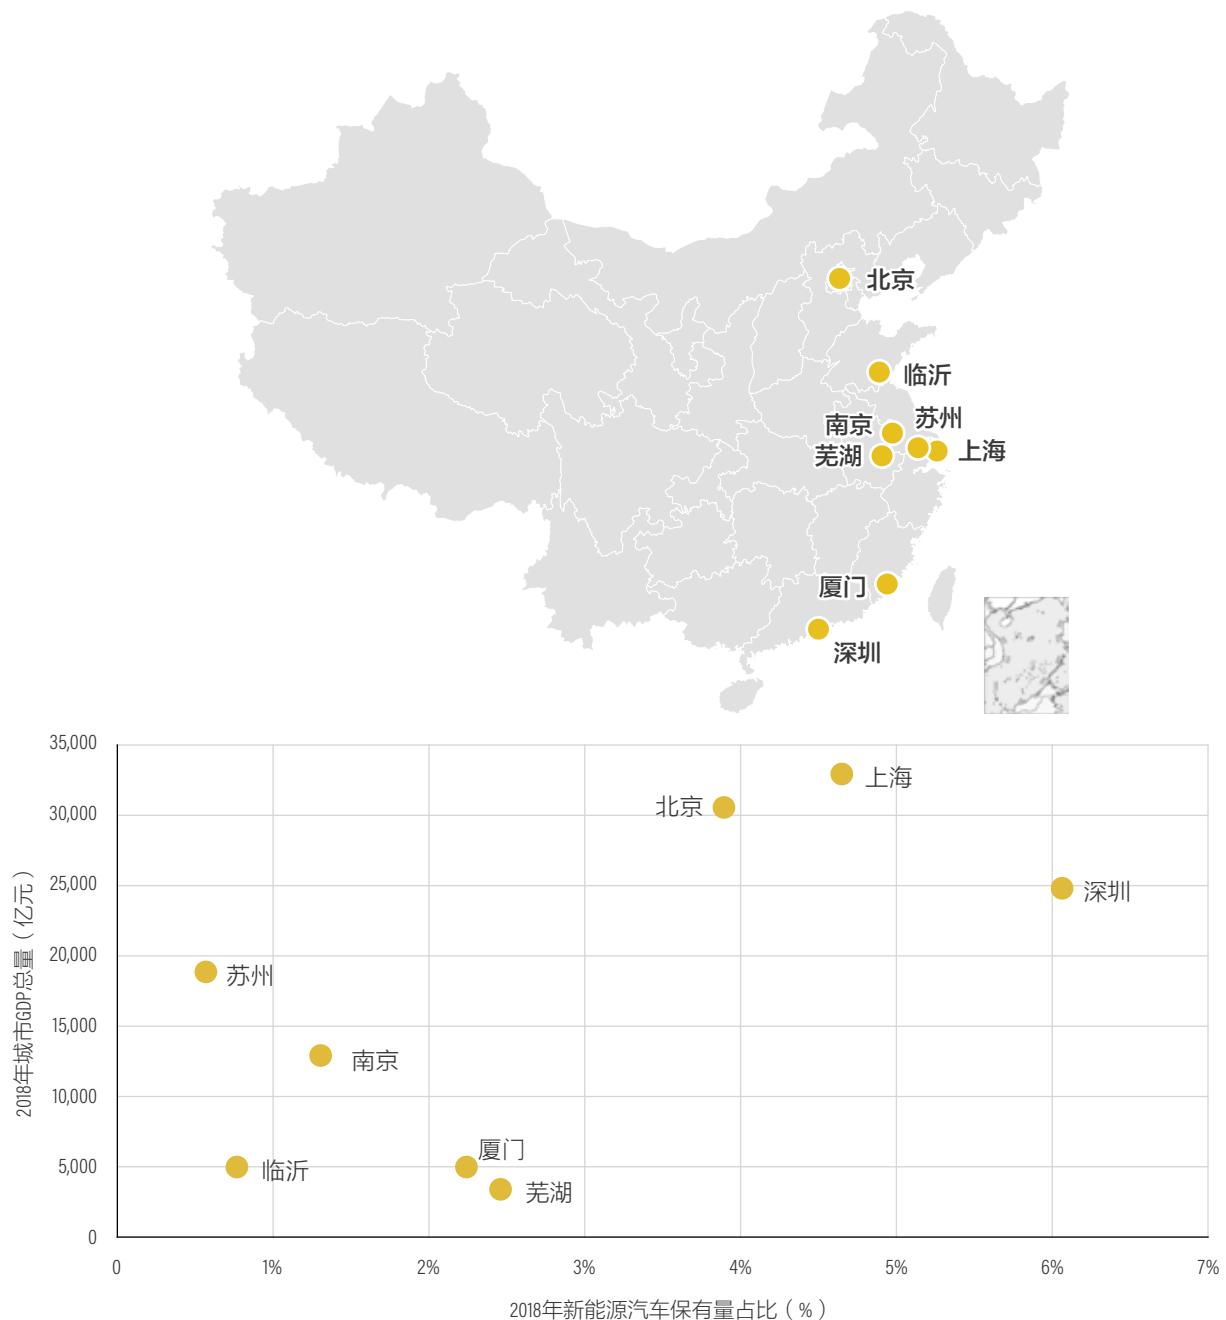 北京
临沂
苏州
南京
上海
芜湖
厦门
深圳
35,000
30,000
25,000
20,000
15,000
10,000
5,000
0
2018年城市GDP总量（亿元）
上海
北京
深圳
苏州
南京
厦门
临沂
芜湖
0 1% 2% 3% 4% 5% 6% 7%
2018年新能源汽车保有量占比（%）